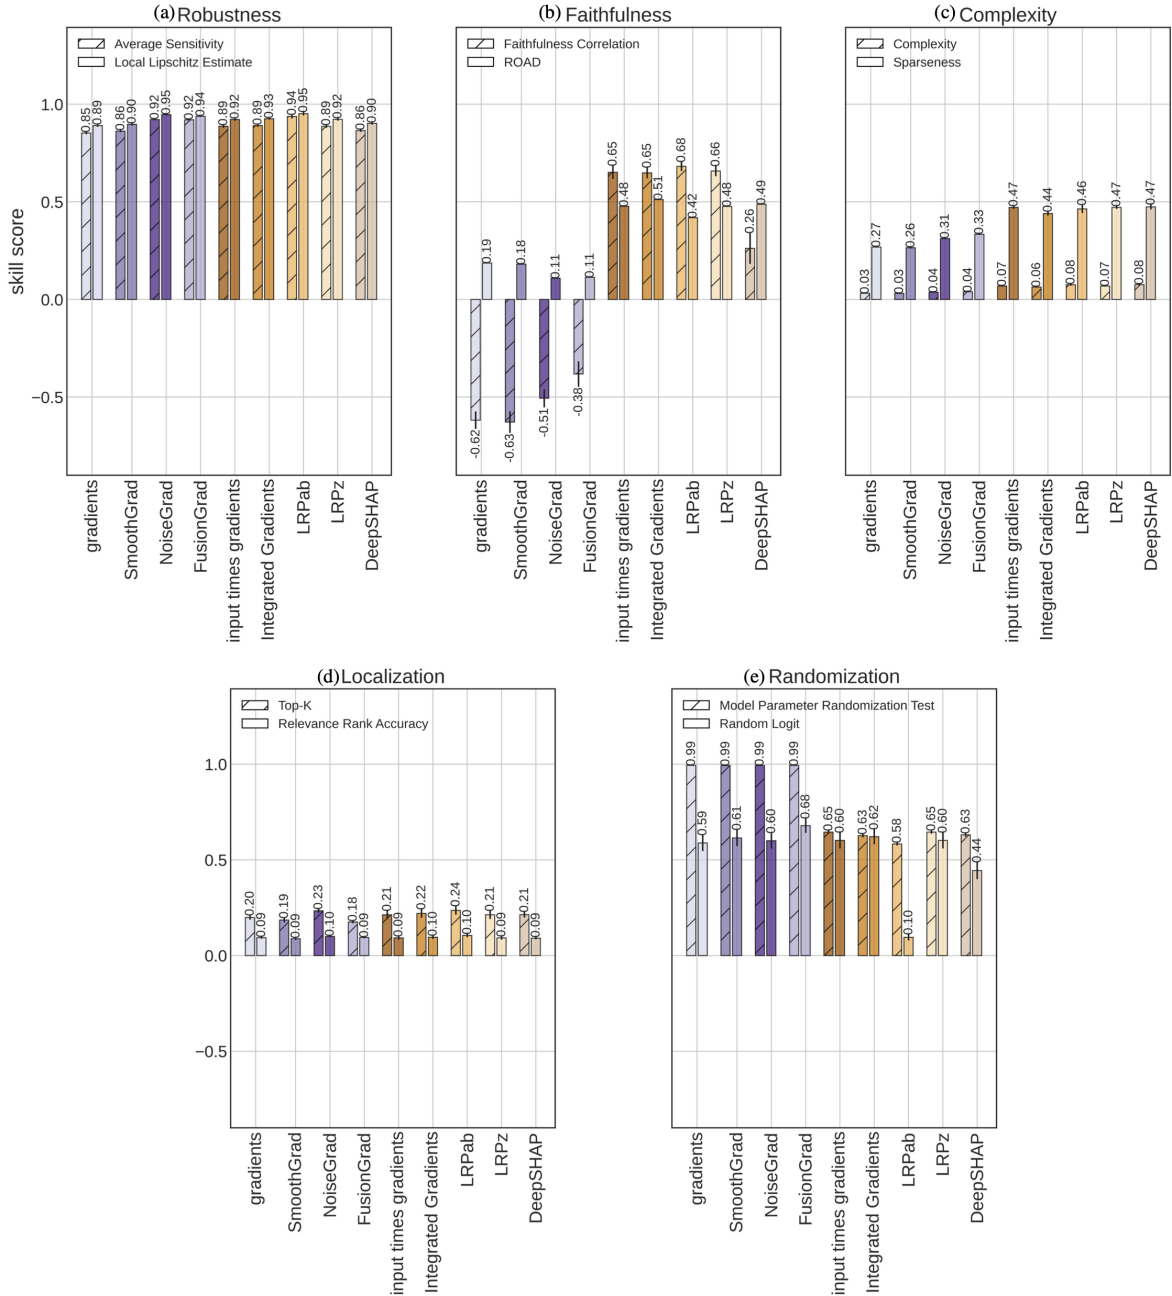 (a) Robustness
Average Sensitivity
Local Lipschitz Estimate
skill score
1.0
0.5
0.0
−0.5
0.85
0.89
0.86
0.90
0.92
0.95
0.92
0.94
0.89
0.92
0.89
0.93
0.94
0.95
0.89
0.92
0.86
0.90
gradients
SmoothGrad
NoiseGrad
FusionGrad
input times gradients
Integrated Gradients
LRPab
LRPz
DeepSHAP
(b) Faithfulness
Faithfulness Correlation
ROAD
-0.62
0.19
-0.63
0.18
-0.51
0.11
-0.38
0.11
0.65
0.48
0.65
0.51
0.68
0.42
0.66
0.48
0.26
0.49
gradients
SmoothGrad
NoiseGrad
FusionGrad
input times gradients
Integrated Gradients
LRPab
LRPz
DeepSHAP
(c) Complexity
Complexity
Sparseness
0.03
0.27
0.03
0.26
0.04
0.31
0.04
0.33
0.07
0.47
0.06
0.44
0.08
0.46
0.07
0.47
0.08
0.47
gradients
SmoothGrad
NoiseGrad
FusionGrad
input times gradients
Integrated Gradients
LRPab
LRPz
DeepSHAP
(d) Localization
Top-K
Relevance Rank Accuracy
1.0
0.5
0.0
−0.5
0.20
0.09
0.19
0.09
0.23
0.10
0.18
0.09
0.21
0.09
0.22
0.10
0.24
0.10
0.21
0.09
0.21
0.09
gradients
SmoothGrad
NoiseGrad
FusionGrad
input times gradients
Integrated Gradients
LRPab
LRPz
DeepSHAP
(e) Randomization
Model Parameter Randomization Test
Random Logit
0.99
0.59
0.99
0.61
0.99
0.60
0.99
0.68
0.65
0.60
0.63
0.62
0.58
0.10
0.65
0.60
0.63
0.44
gradients
SmoothGrad
NoiseGrad
FusionGrad
input times gradients
Integrated Gradients
LRPab
LRPz
DeepSHAP